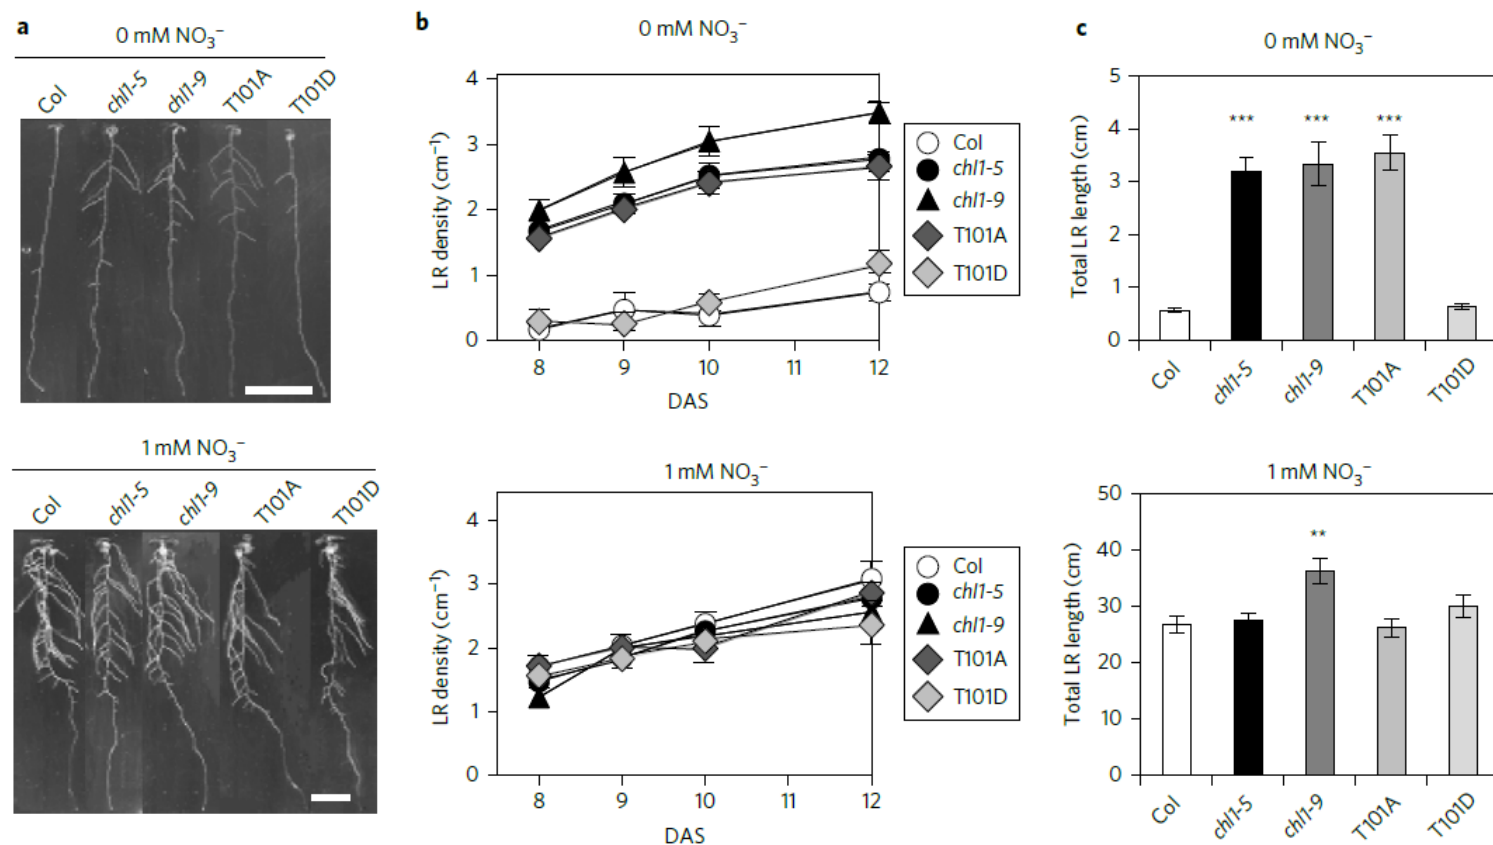 a
0 mM NO₃⁻
Col
chl1-5
chl1-9
T101A
T101D
1 mM NO₃⁻
Col
chl1-5
chl1-9
T101A
T101D
b
0 mM NO₃⁻
LR density (cm⁻¹)
4
3
2
1
0
8 9 10 11 12
DAS
Col
chl1-5
chl1-9
T101A
T101D
1 mM NO₃⁻
LR density (cm⁻¹)
4
3
2
1
0
8 9 10 11 12
DAS
Col
chl1-5
chl1-9
T101A
T101D
c
0 mM NO₃⁻
Total LR length (cm)
5
4
3
2
1
0
*** *** ***
Col
chl1-5
chl1-9
T101A
T101D
1 mM NO₃⁻
Total LR length (cm)
50
40
30
20
10
0
**
Col
chl1-5
chl1-9
T101A
T101D